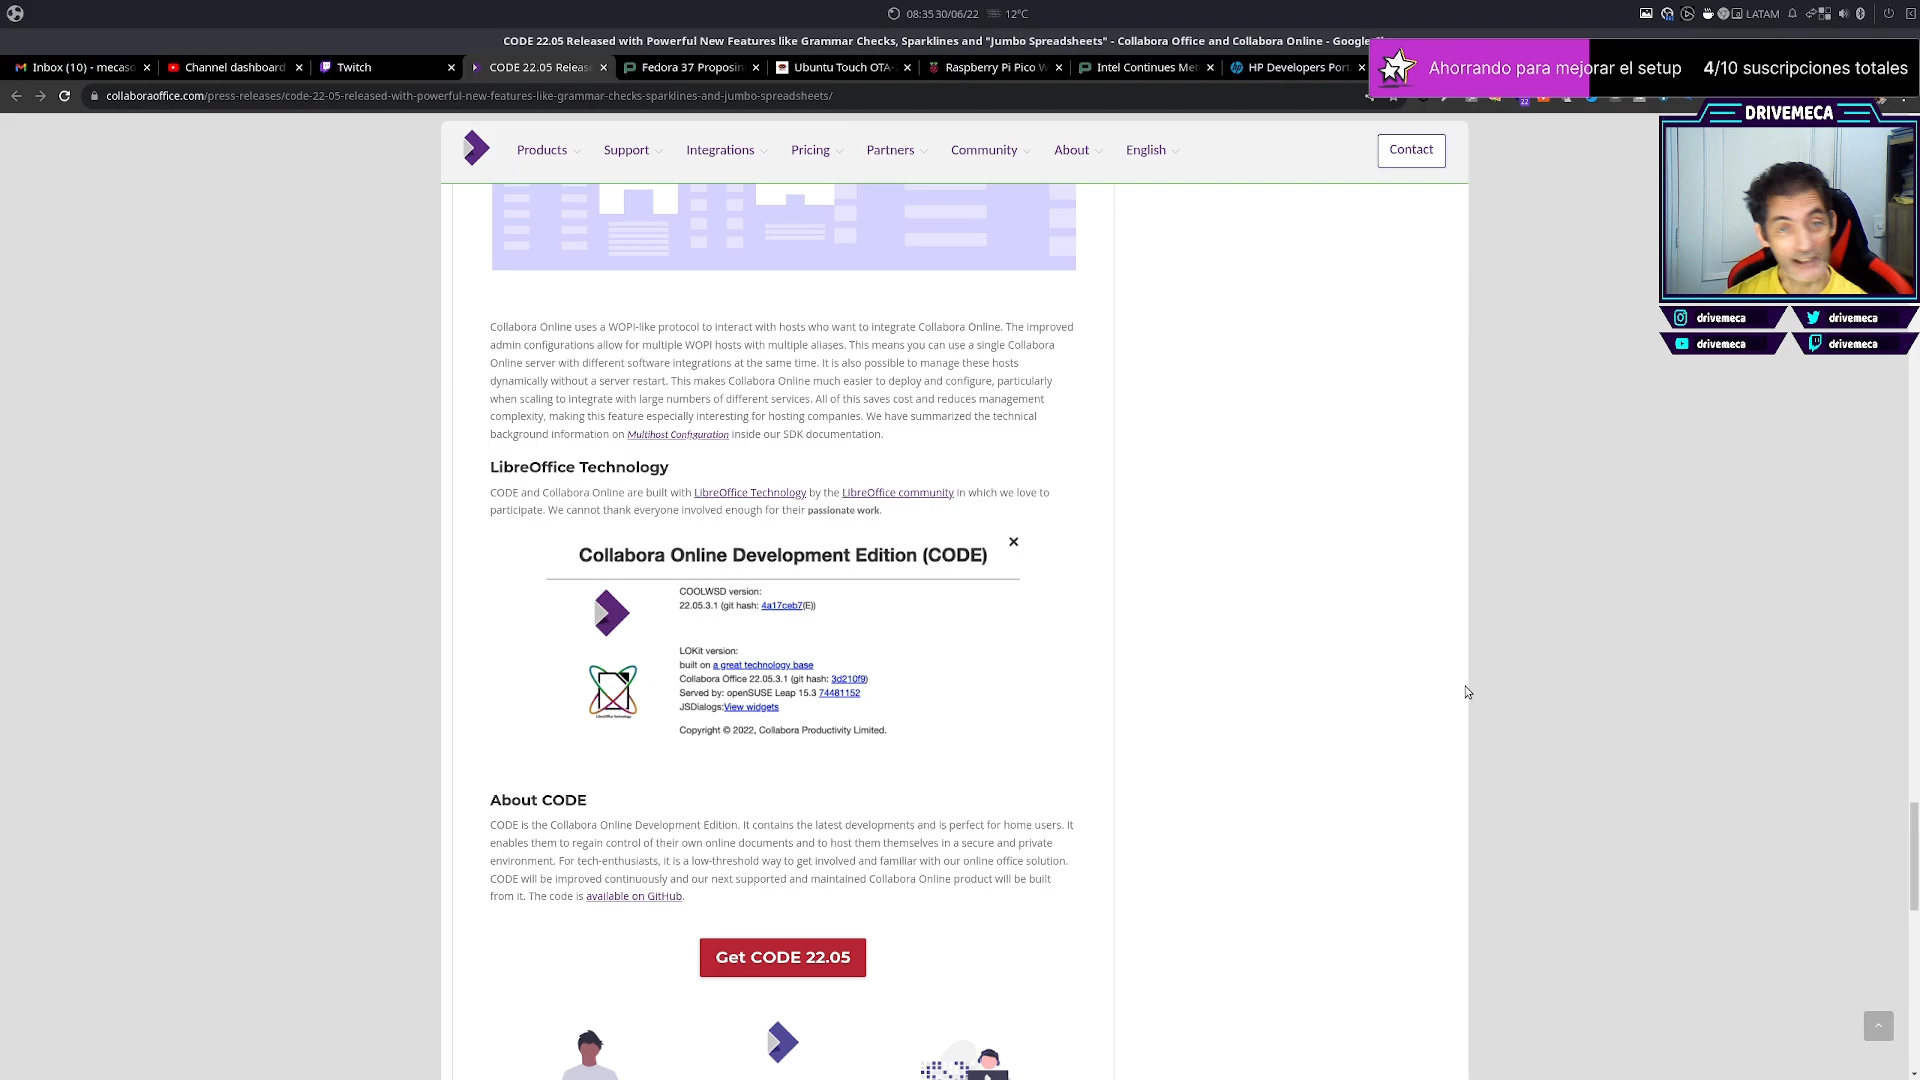 08:35 30/06/22 12°C
LATAM
CODE 22.05 Released with Powerful New Features like Grammar Checks, Sparklines and "Jumbo Spreadsheets" - Collabora Office and Collabora Online - Google
Inbox (10) - mecaso
Channel dashboard
Twitch
CODE 22.05 Release
Fedora 37 Proposin
Ubuntu Touch OTA-
Raspberry Pi Pico W
Intel Continues Met
HP Developers Port
Ahorrando para mejorar el setup 4/10 suscripciones totales
collaboraoffice.com/press-releases/code-22-05-released-with-powerful-new-features-like-grammar-checks-sparklines-and-jumbo-spreadsheets/
22
DRIVEMECA
Products
Support
Integrations
Pricing
Partners
Community
About
English
Contact
drivemeca
drivemeca
drivemeca
drivemeca
Collabora Online uses a WOPI-like protocol to interact with hosts who want to integrate Collabora Online. The improved
admin configurations allow for multiple WOPI hosts with multiple aliases. This means you can use a single Collabora
Online server with different software integrations at the same time. It is also possible to manage these hosts
dynamically without a server restart. This makes Collabora Online much easier to deploy and configure, particularly
when scaling to integrate with large numbers of different services. All of this saves cost and reduces management
complexity, making this feature especially interesting for hosting companies. We have summarized the technical
background information on Multihost Configuration inside our SDK documentation.
LibreOffice Technology
CODE and Collabora Online are built with LibreOffice Technology by the LibreOffice community in which we love to
participate. We cannot thank everyone involved enough for their passionate work.
Collabora Online Development Edition (CODE)
COOLWSD version:
22.05.3.1 (git hash: 4a17ceb7(E))
LOKit version:
built on a great technology base
Collabora Office 22.05.3.1 (git hash: 3d210f9)
Served by: openSUSE Leap 15.3 74481152
JSDialogs:View widgets
LibreOffice Technology
Copyright © 2022, Collabora Productivity Limited.
About CODE
CODE is the Collabora Online Development Edition. It contains the latest developments and is perfect for home users. It
enables them to regain control of their own online documents and to host them themselves in a secure and private
environment. For tech-enthusiasts, it is a low-threshold way to get involved and familiar with our online office solution.
CODE will be improved continuously and our next supported and maintained Collabora Online product will be built
from it. The code is available on GitHub.
Get CODE 22.05